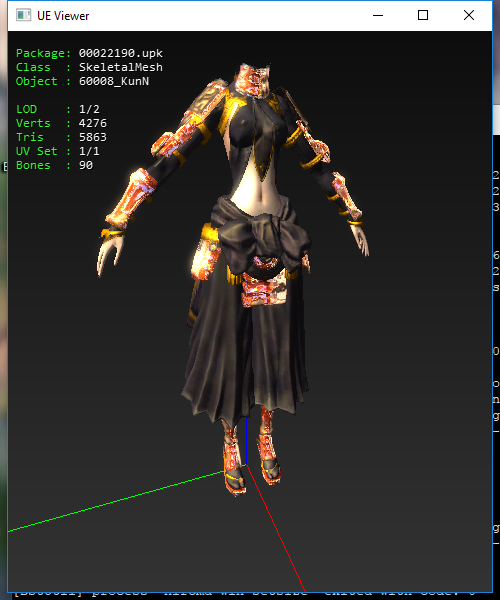 UE Viewer
Package: 00022190.upk
Class : SkeletalMesh
Object : 60008_KunN
LOD : 1/2
Verts : 4276
Tris : 5863
UV Set : 1/1
Bones : 90